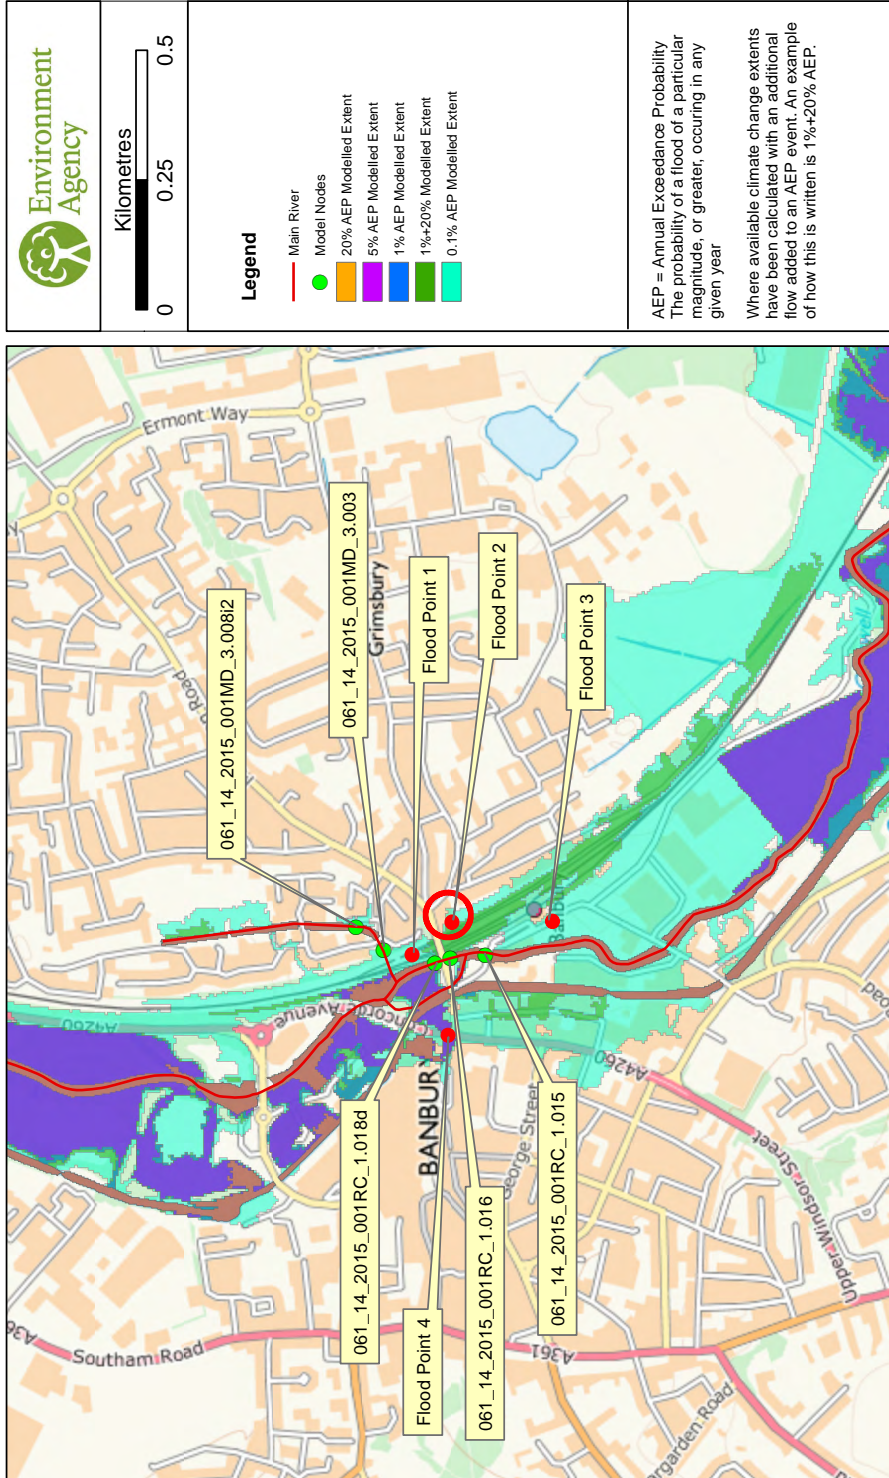 Environment
Agency
Kilometres
0
0.25
0.5
Legend
Main River
Model Nodes
20% AEP Modelled Extent
5% AEP Modelled Extent
1% AEP Modelled Extent
1%+20% Modelled Extent
0.1% AEP Modelled Extent
AEP = Annual Exceedance Probability
The probability of a flood of a particular
magnitude, or greater, occuring in any
given year
Where available climate change extents
have been calculated with an additional
flow added to an AEP event. An example
of how this is written is 1%+20% AEP.
Ermont Way
Road
Grimsbury
061_14_2015_001MD_3.008i2
061_14_2015_001MD_3.003
Flood Point 1
Flood Point 2
Flood Point 3
A4260
Concord Avenue
BANBURY
Banbury
061_14_2015_001RC_1.018d
Flood Point 4
061_14_2015_001RC_1.016
061_14_2015_001RC_1.015
George Street
A4260
Upper Windsor Street
Road
Southam Road
A361